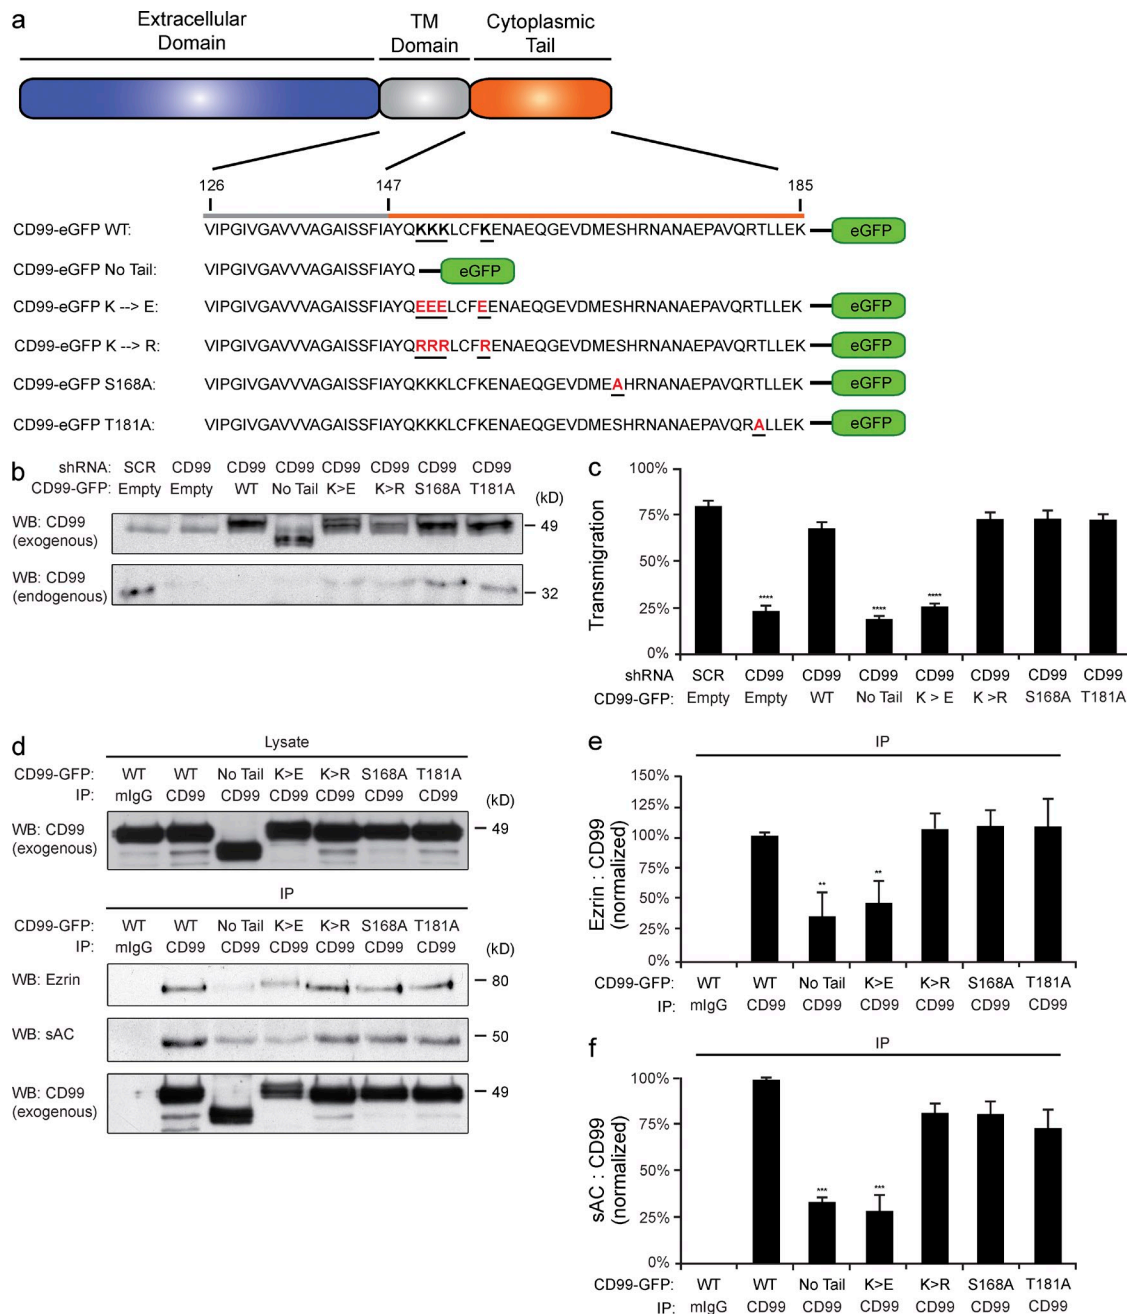 a
Extracellular Domain
TM Domain
Cytoplasmic Tail
126 147 185
CD99-eGFP WT: VIPGIVGAVVVAGAISSFIAYQKKKLCFKENAEQGEVDMESHRNANAEPAVQRTLLEK eGFP
CD99-eGFP No Tail: VIPGIVGAVVVAGAISSFIAYQ eGFP
CD99-eGFP K --> E: VIPGIVGAVVVAGAISSFIAYQEEELCFEENAEQGEVDMESHRNANAEPAVQRTLLEK eGFP
CD99-eGFP K --> R: VIPGIVGAVVVAGAISSFIAYQRRRLCFRENAEQGEVDMESHRNANAEPAVQRTLLEK eGFP
CD99-eGFP S168A: VIPGIVGAVVVAGAISSFIAYQKKKLCFKENAEQGEVDMEAHRNANAEPAVQRTLLEK eGFP
CD99-eGFP T181A: VIPGIVGAVVVAGAISSFIAYQKKKLCFKENAEQGEVDMESHRNANAEPAVQRALLEK eGFP
b
shRNA: SCR CD99 CD99 CD99 CD99 CD99 CD99 CD99
CD99-GFP: Empty Empty WT No Tail K>E K>R S168A T181A (kD)
WB: CD99 (exogenous) 49
WB: CD99 (endogenous) 32
c
Transmigration
100%
75%
50%
25%
0%
**** **** ****
shRNA SCR CD99 CD99 CD99 CD99 CD99 CD99 CD99
CD99-GFP: Empty Empty WT No Tail K > E K >R S168A T181A
d
Lysate
CD99-GFP: WT WT No Tail K>E K>R S168A T181A
IP: mIgG CD99 CD99 CD99 CD99 CD99 CD99 (kD)
WB: CD99 (exogenous) 49
IP
CD99-GFP: WT WT No Tail K>E K>R S168A T181A
IP: mIgG CD99 CD99 CD99 CD99 CD99 CD99 (kD)
WB: Ezrin 80
WB: sAC 50
WB: CD99 (exogenous) 49
e
IP
Ezrin : CD99 (normalized)
150%
125%
100%
75%
50%
25%
0%
** **
CD99-GFP: WT WT No Tail K>E K>R S168A T181A
IP: mIgG CD99 CD99 CD99 CD99 CD99 CD99
f
IP
sAC : CD99 (normalized)
100%
75%
50%
25%
0%
*** ***
CD99-GFP: WT WT No Tail K>E K>R S168A T181A
IP: mIgG CD99 CD99 CD99 CD99 CD99 CD99